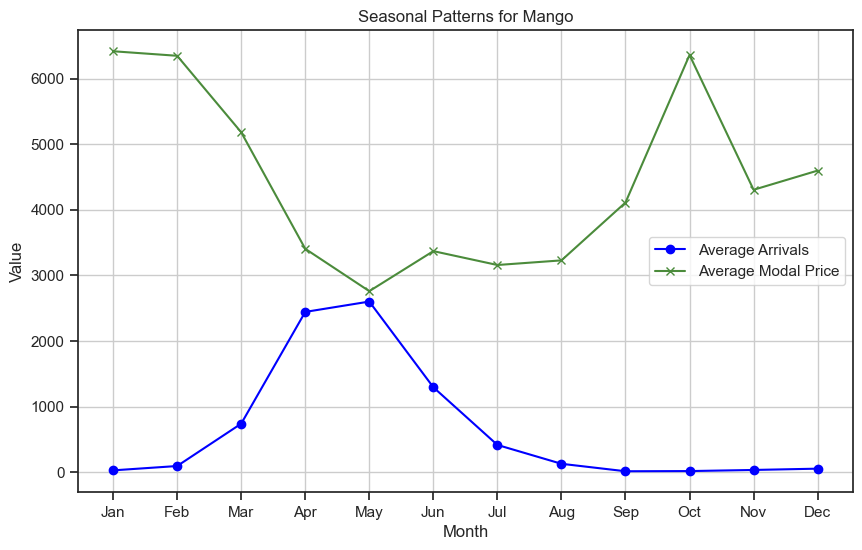 Seasonal Patterns for Mango
6000
5000
4000
3000
2000
1000
0
Value
Average Arrivals
Average Modal Price
Jan Feb Mar Apr May Jun Jul Aug Sep Oct Nov Dec
Month